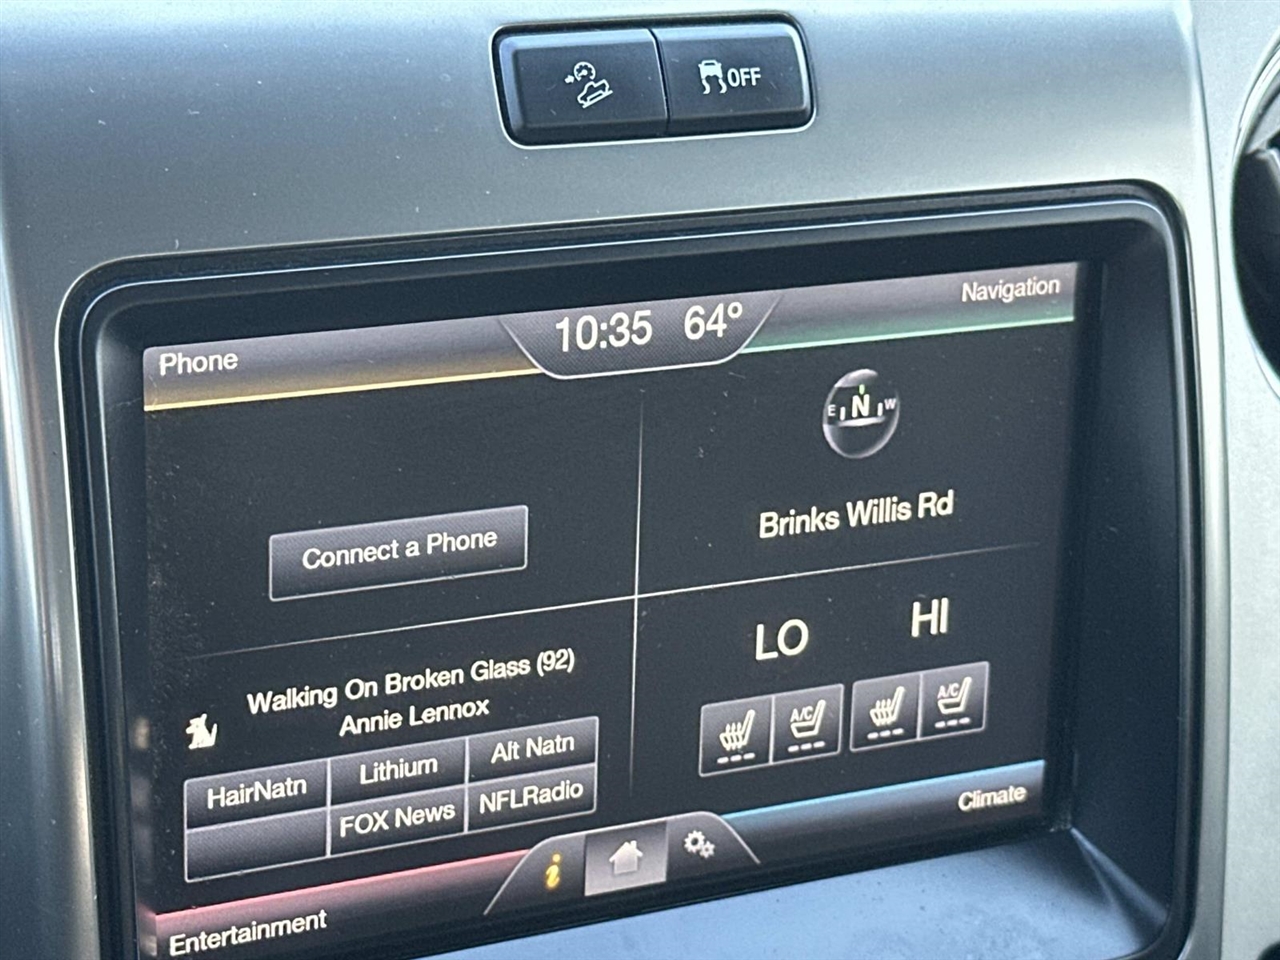 OFF
Phone
10:35 64°
Navigation
E N W
Connect a Phone
Brinks Willis Rd
Walking On Broken Glass (92)
Annie Lennox
HairNatn
Lithium
Alt Natn
FOX News
NFLRadio
LO
HI
A/C
A/C
Climate
i
Entertainment